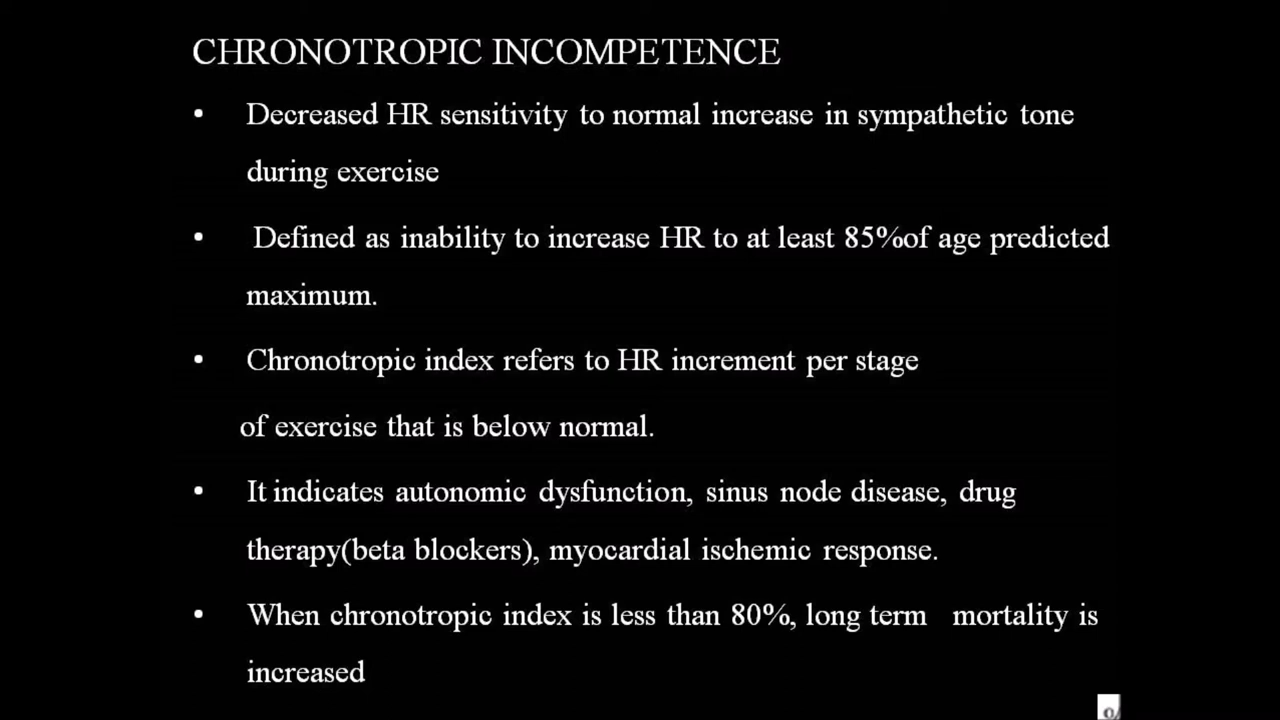 CHRONOTROPIC INCOMPETENCE
• Decreased HR sensitivity to normal increase in sympathetic tone
during exercise
• Defined as inability to increase HR to at least 85%of age predicted
maximum.
• Chronotropic index refers to HR increment per stage
of exercise that is below normal.
• It indicates autonomic dysfunction, sinus node disease, drug
therapy(beta blockers), myocardial ischemic response.
• When chronotropic index is less than 80%, long term mortality is
increased